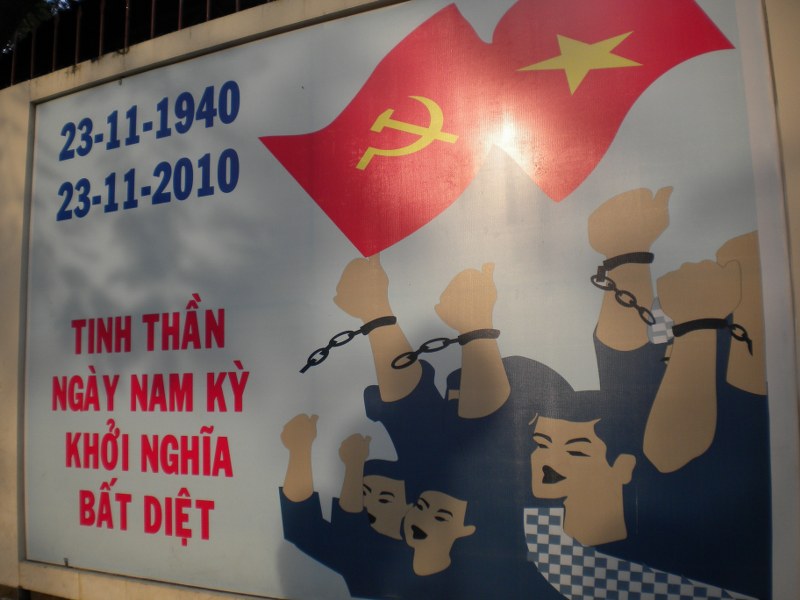 23-11-1940
23-11-2010
TINH THẦN
NGÀY NAM KỲ
KHỞI NGHĨA
BẤT DIỆT